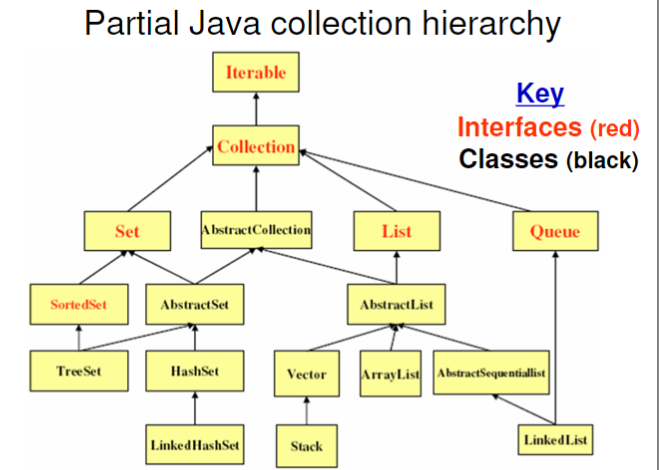 Partial Java collection hierarchy
Iterable
Key
Interfaces (red)
Classes (black)
Collection
Set
AbstractCollection
List
Queue
SortedSet
AbstractSet
AbstractList
TreeSet
HashSet
Vector
ArrayList
AbstractSequentiallist
LinkedHashSet
Stack
LinkedList